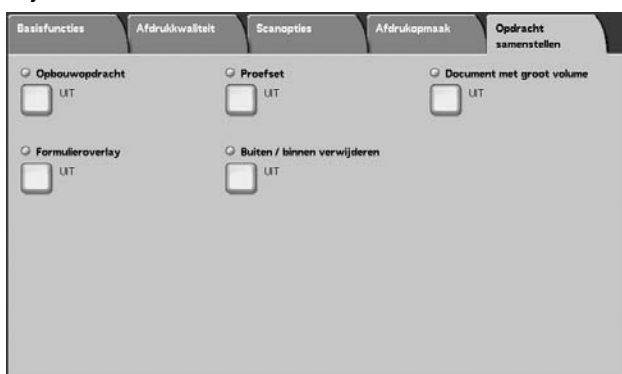 Basisfuncties Afdrukkwaliteit Scanopties Afdrukopmaak Opdracht
samenstellen
Opbouwopdracht Proefset Document met groot volume
UIT UIT UIT
Formulieroverlay Buiten / binnen verwijderen
UIT UIT